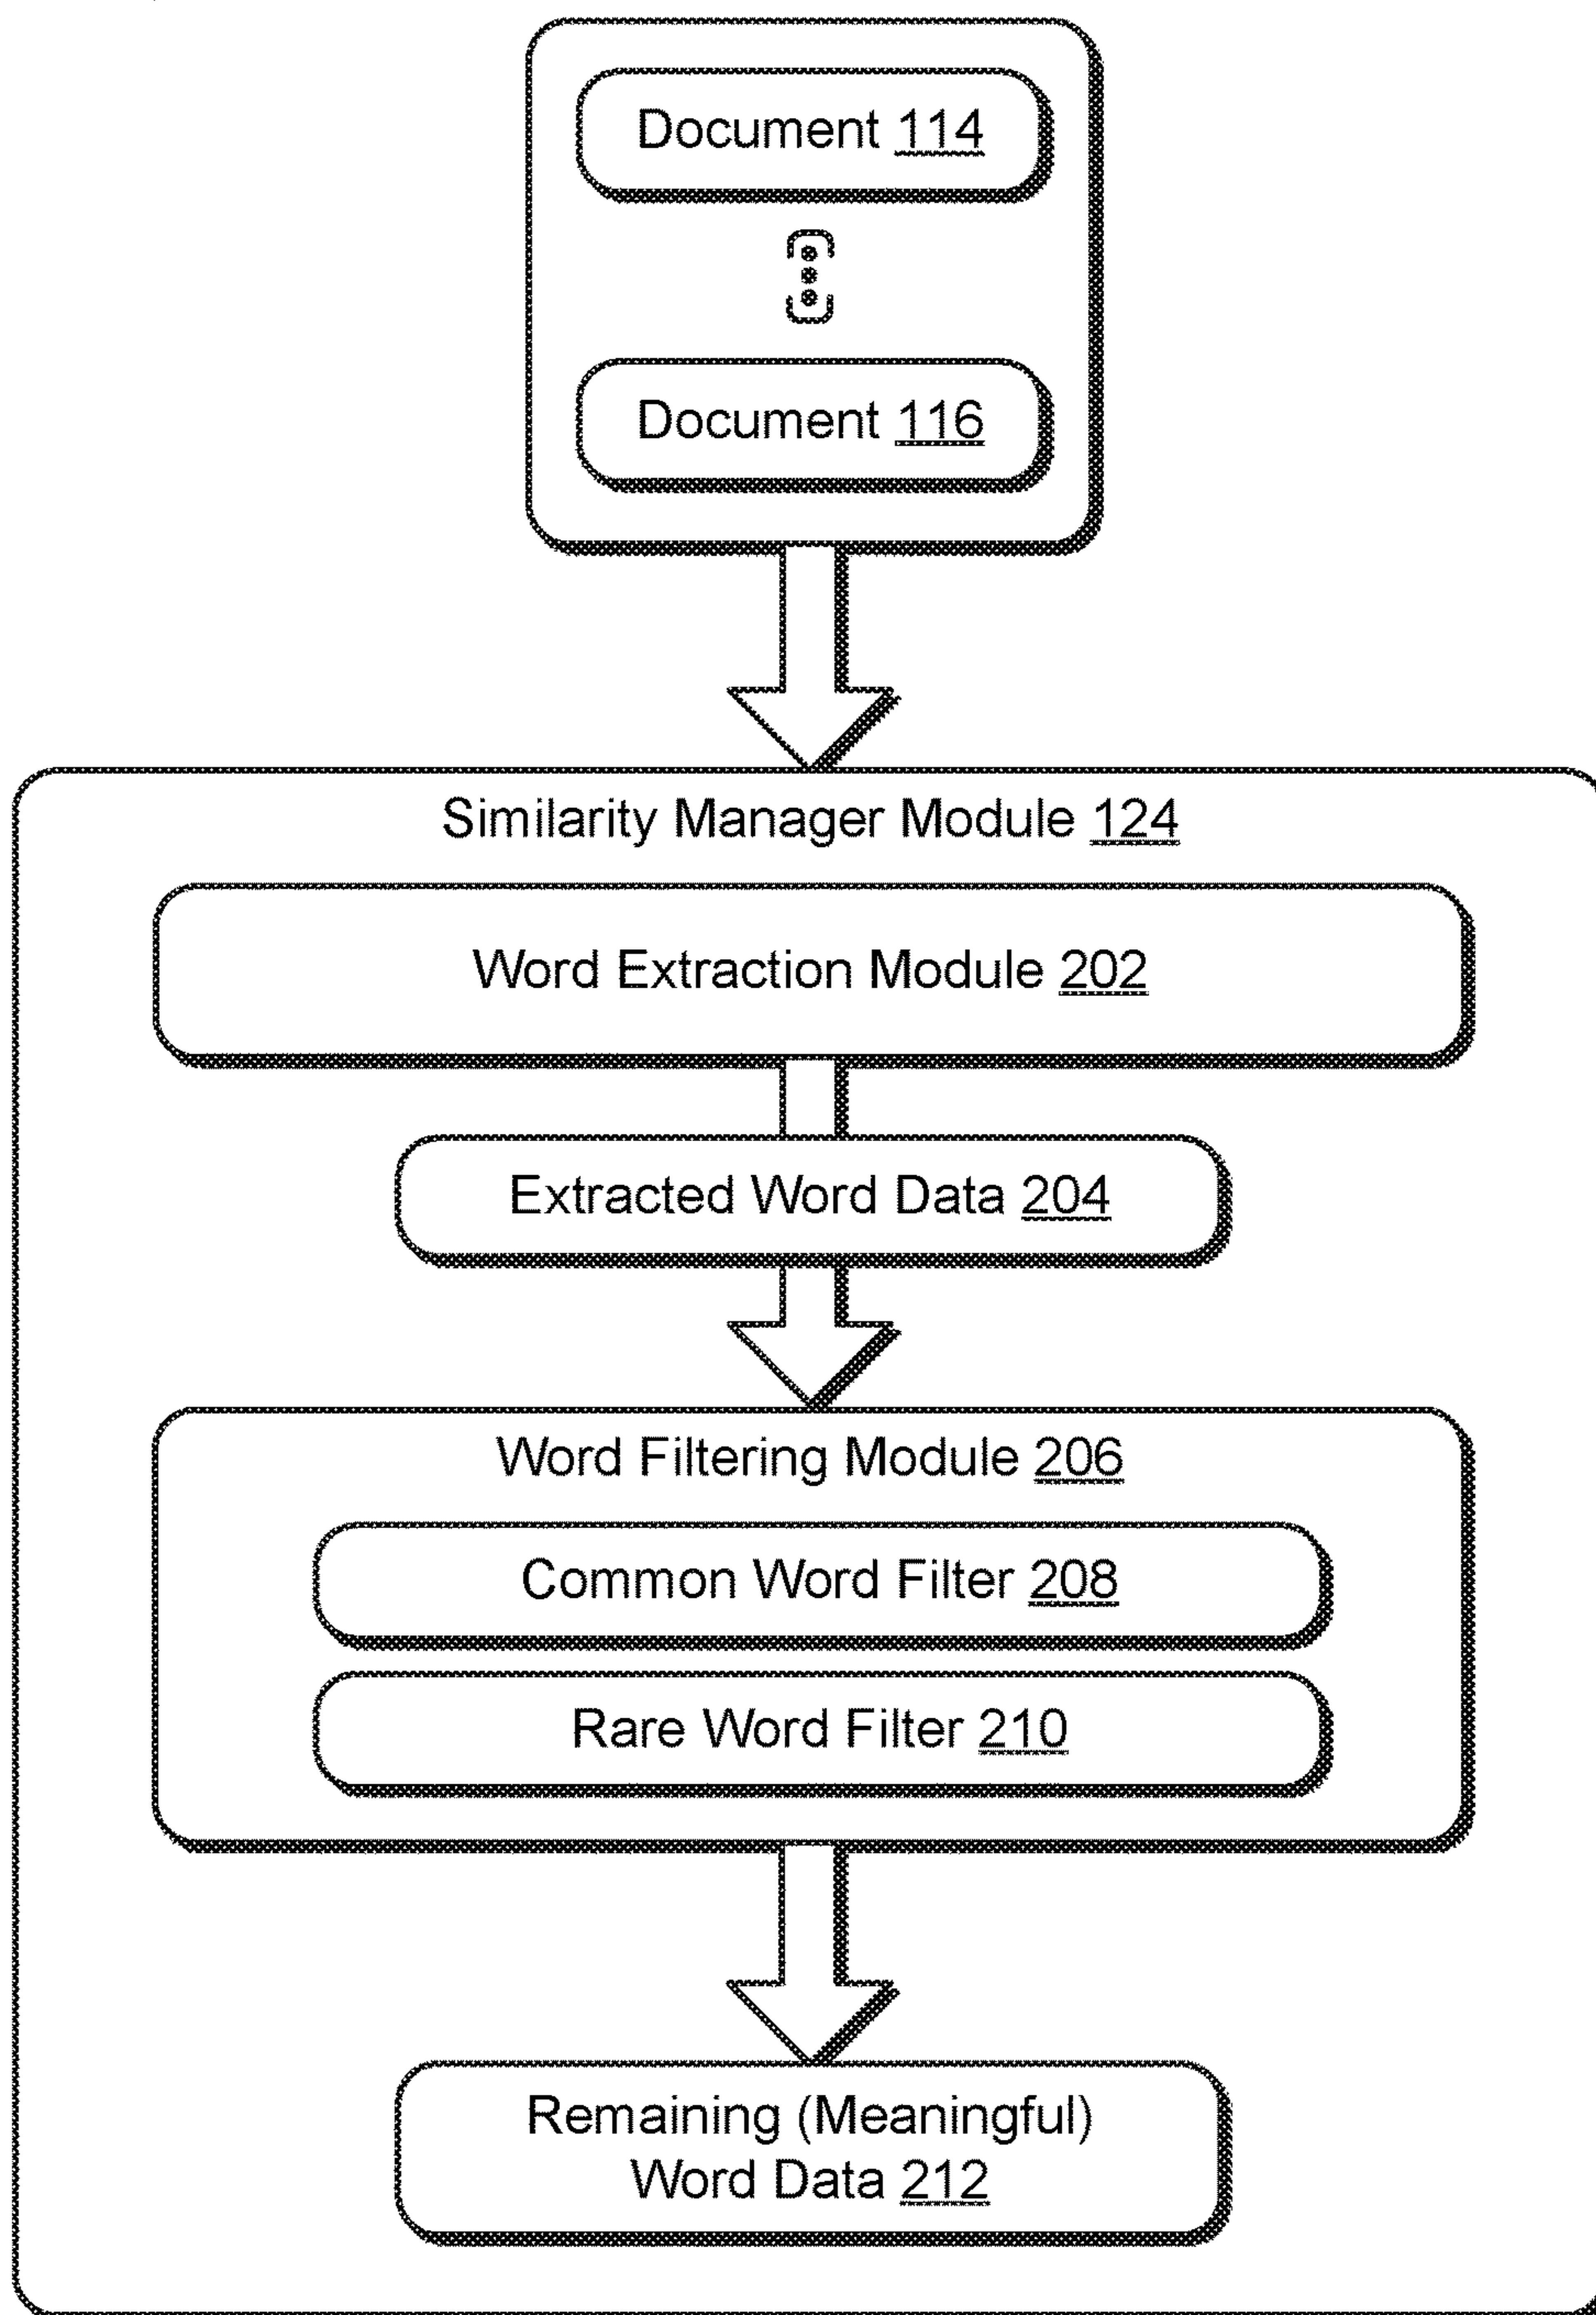 Document 114
Document 116
Similarity Manager Module 124
Word Extraction Module 202
Extracted Word Data 204
Word Filtering Module 206
Common Word Filter 208
Rare Word Filter 210
Remaining (Meaningful)
Word Data 212